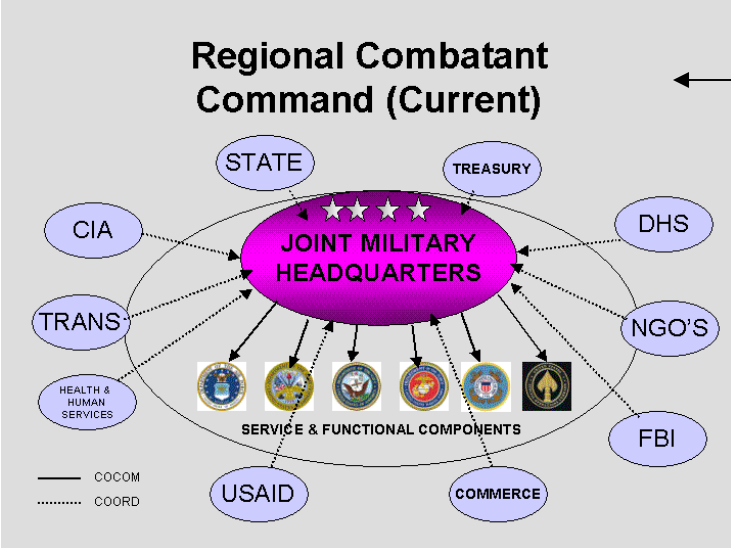 Regional Combatant
Command (Current)
STATE
TREASURY
CIA
JOINT MILITARY
HEADQUARTERS
DHS
TRANS
NGO'S
HEALTH &
HUMAN
SERVICES
SERVICE & FUNCTIONAL COMPONENTS
FBI
COCOM
COORD
USAID
COMMERCE